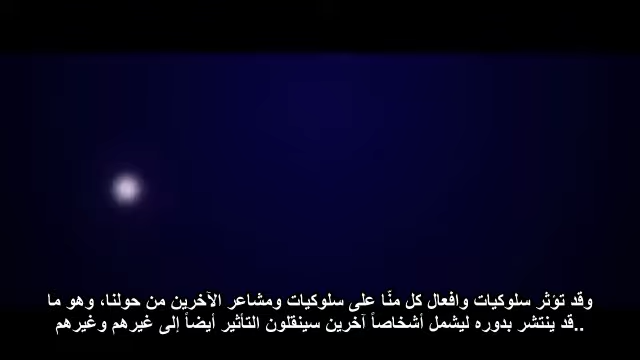 وقد تؤثر سلوكيات وافعال كل منّا على سلوكيات ومشاعر الآخرين من حولنا، وهو ما
قد ينتشر بدوره ليشمل أشخاصاً آخرين سينقلون التأثير أيضاً إلى غيرهم وغيرهم..